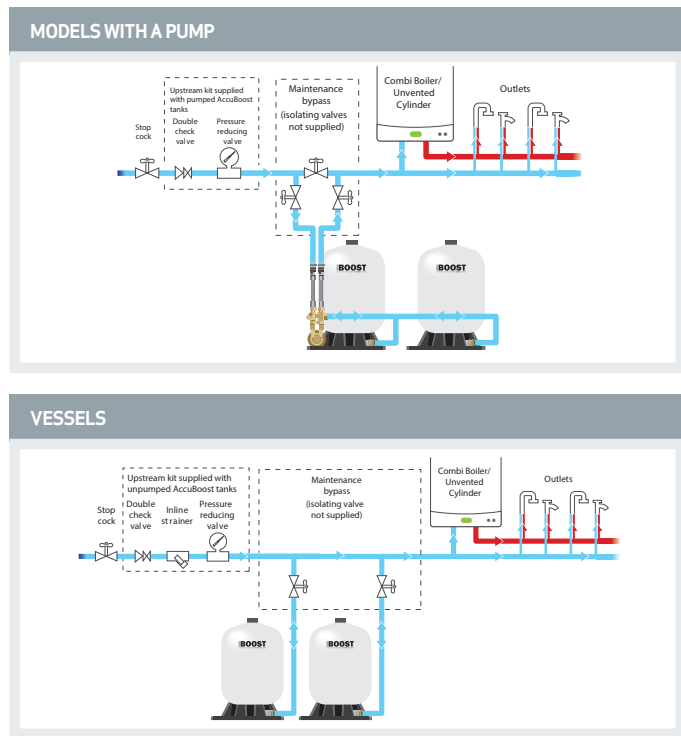 MODELS WITH A PUMP
Upstream kit supplied
with pumped AccuBoost
tanks
Stop
cock
Double
check
valve
Pressure
reducing
valve
Maintenance
bypass
(isolating valves
not supplied)
Combi Boiler/
Unvented
Cylinder
Outlets
BOOST
BOOST
VESSELS
Upstream kit supplied with
unpumped AccuBoost tanks
Stop
cock
Double
check
valve
Inline
strainer
Pressure
reducing
valve
Maintenance
bypass
(isolating valve
not supplied)
Combi Boiler/
Unvented
Cylinder
Outlets
BOOST
BOOST